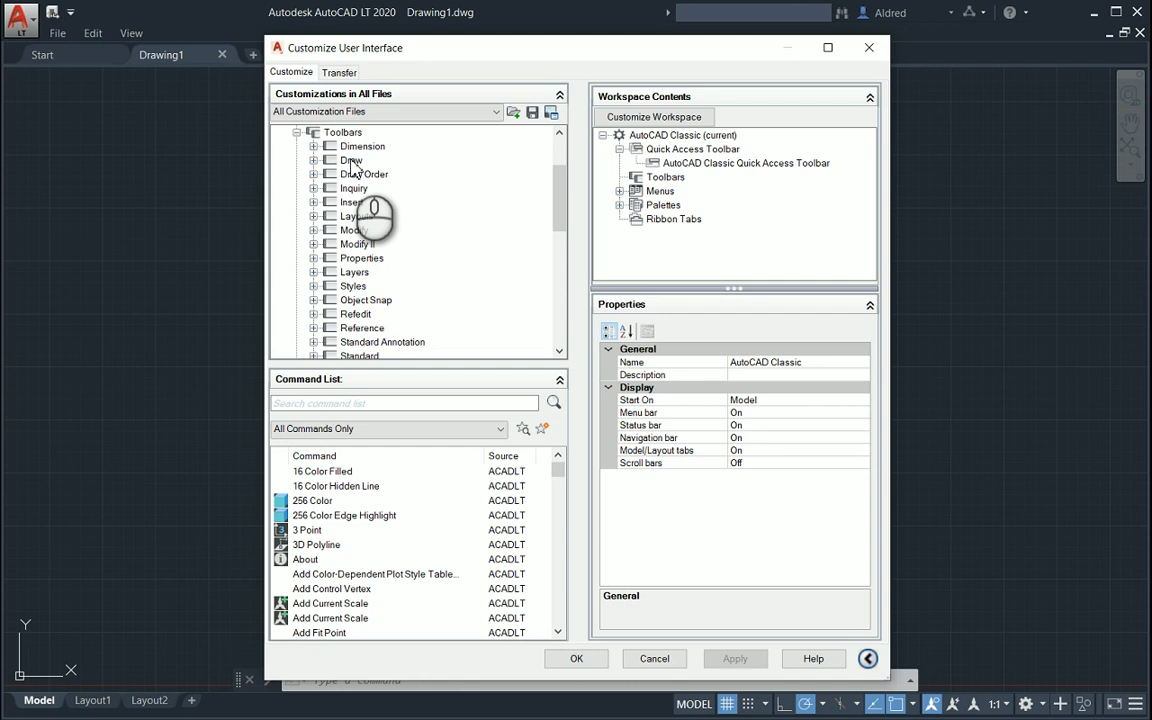 Autodesk AutoCAD LT 2020 Drawing1.dwg
Aldred
LT
File Edit View
Start
Drawing1
Customize User Interface
Customize
Transfer
Customizations in All Files
All Customization Files
Toolbars
Dimension
Draw
Draw Order
Inquiry
Modify
Modify II
Properties
Layers
Styles
Object Snap
Refedit
Reference
Standard Annotation
Standard
Command List:
Search command list
All Commands Only
Command Source
16 Color Filled ACADLT
16 Color Hidden Line ACADLT
256 Color ACADLT
256 Color Edge Highlight ACADLT
3 Point ACADLT
3D Polyline ACADLT
About ACADLT
Add Color-Dependent Plot Style Table... ACADLT
Add Control Vertex ACADLT
Add Current Scale ACADLT
Add Current Scale ACADLT
Add Fit Point ACADLT
Workspace Contents
Customize Workspace
AutoCAD Classic (current)
Quick Access Toolbar
AutoCAD Classic Quick Access Toolbar
Toolbars
Menus
Palettes
Ribbon Tabs
Properties
General
Name AutoCAD Classic
Description
Display
Start On Model
Menu bar On
Status bar On
Navigation bar On
Model/Layout tabs On
Scroll bars Off
General
OK Cancel Apply Help
Type a command
Y
X
Model Layout1 Layout2
MODEL
1:1